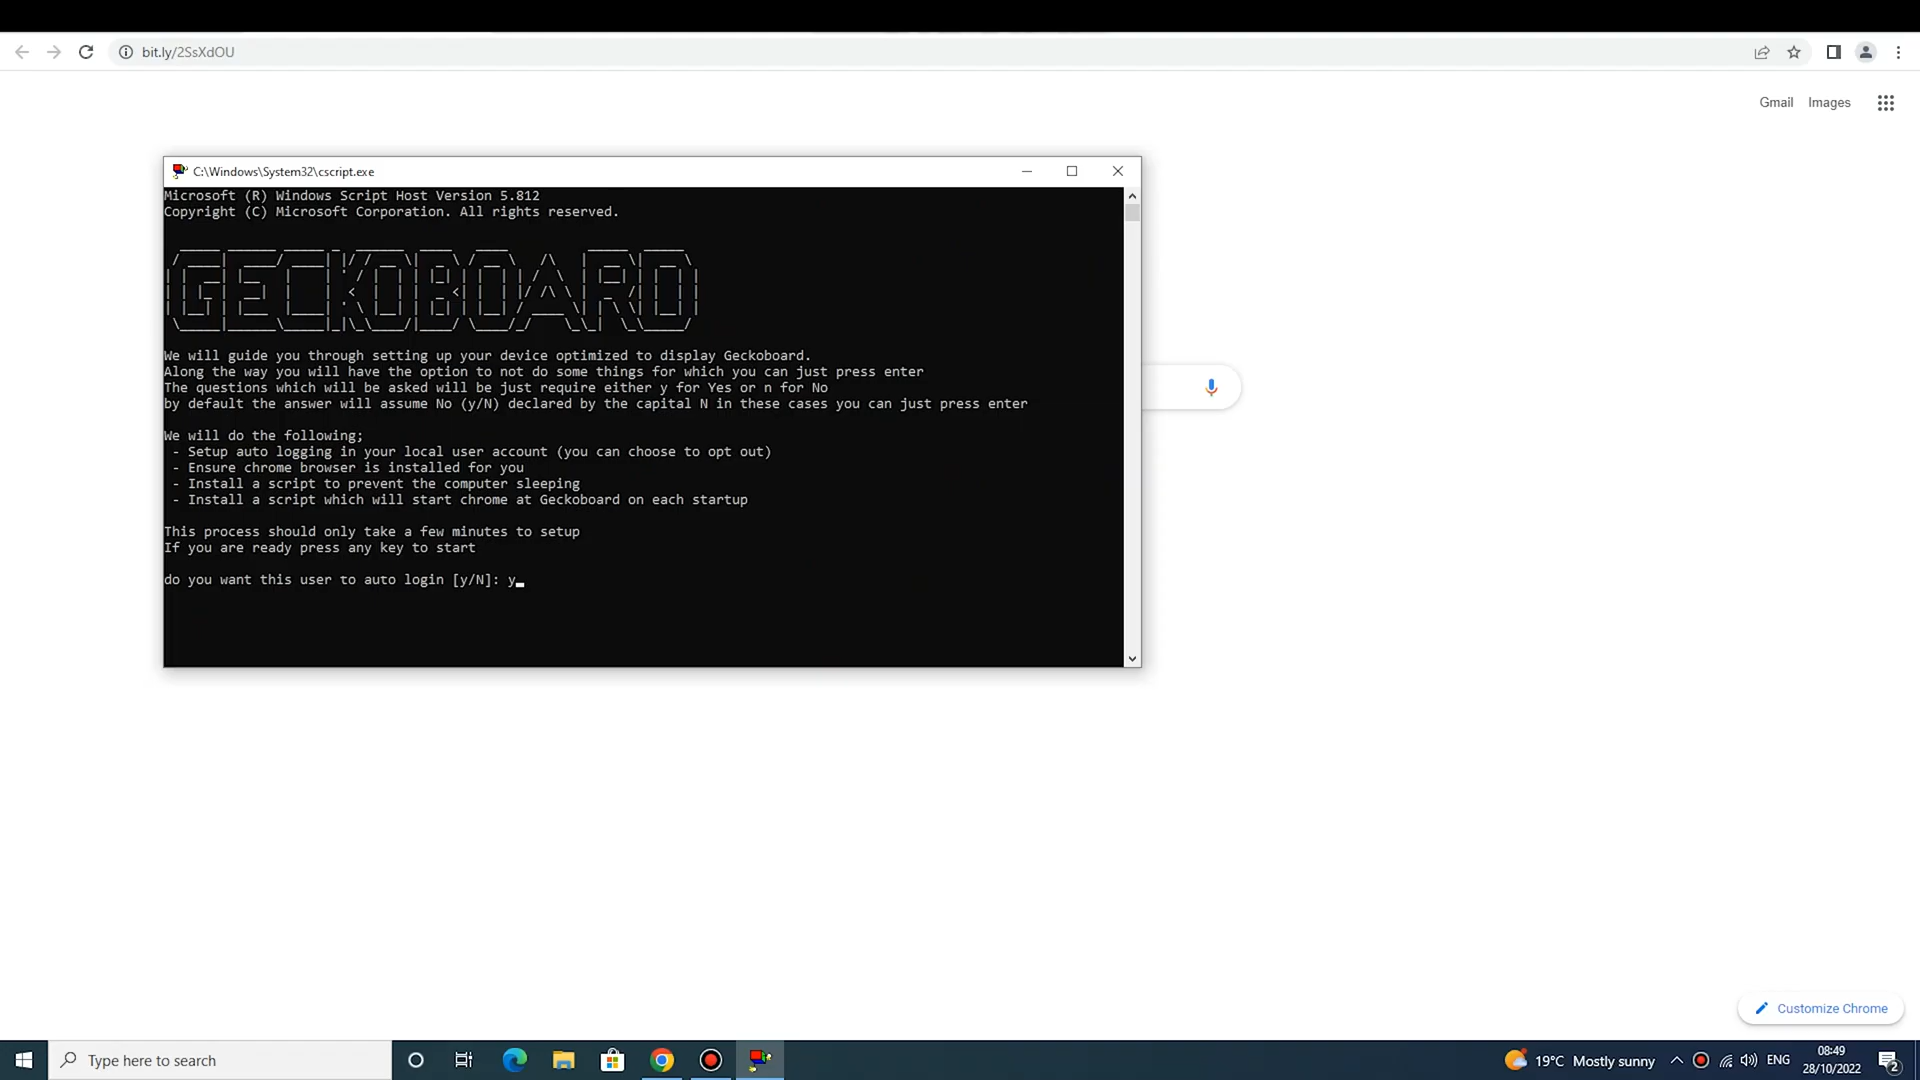 bit.ly/2SsXdOU
Gmail Images
C:\Windows\System32\cscript.exe
Microsoft (R) Windows Script Host Version 5.812
Copyright (C) Microsoft Corporation. All rights reserved.
GECKOBOARD
We will guide you through setting up your device optimized to display Geckoboard.
Along the way you will have the option to not do some things for which you can just press enter
The questions which will be asked will be just require either y for Yes or n for No
by default the answer will assume No (y/N) declared by the capital N in these cases you can just press enter
We will do the following;
- Setup auto logging in your local user account (you can choose to opt out)
- Ensure chrome browser is installed for you
- Install a script to prevent the computer sleeping
- Install a script which will start chrome at Geckoboard on each startup
This process should only take a few minutes to setup
If you are ready press any key to start
do you want this user to auto login [y/N]: y_
Customize Chrome
Type here to search
19°C Mostly sunny
ENG
08:49
28/10/2022
2